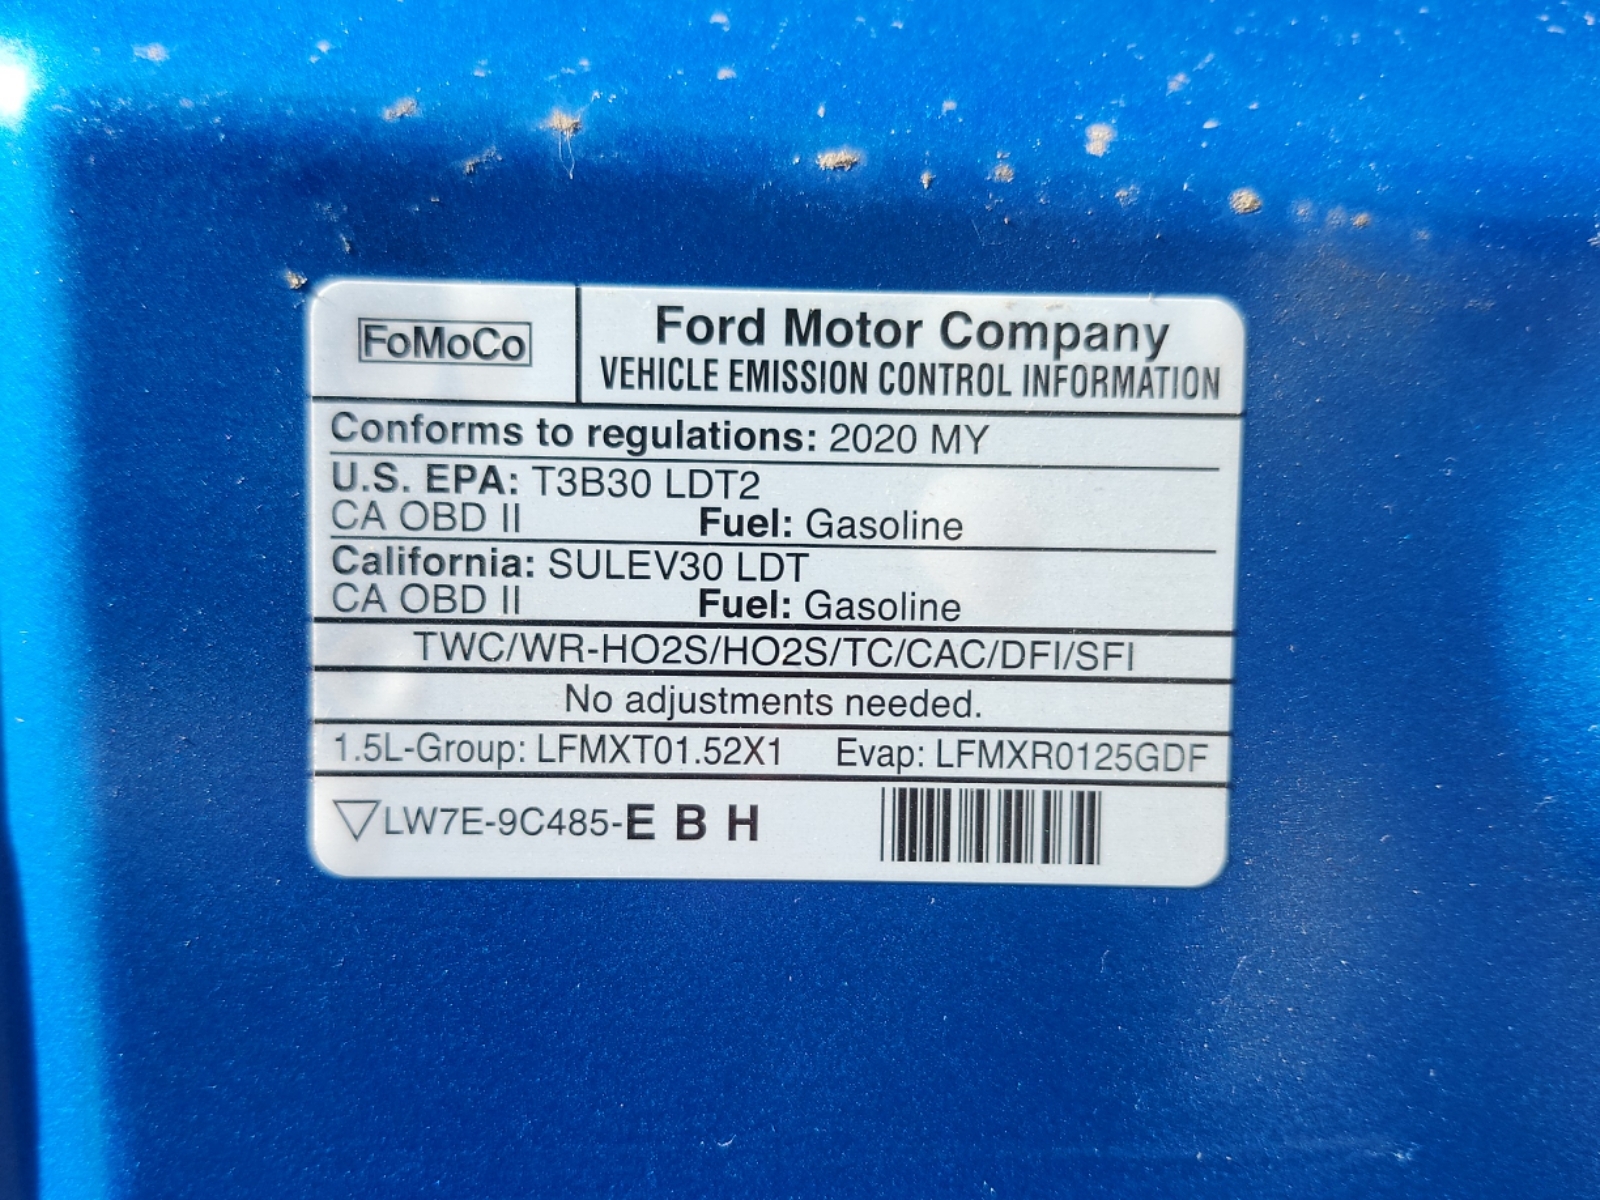 FoMoCo
Ford Motor Company
VEHICLE EMISSION CONTROL INFORMATION
Conforms to regulations: 2020 MY
U.S. EPA: T3B30 LDT2
CA OBD II Fuel: Gasoline
California: SULEV30 LDT
CA OBD II Fuel: Gasoline
TWC/WR-HO2S/HO2S/TC/CAC/DFI/SFI
No adjustments needed.
1.5L-Group: LFMXT01.52X1 Evap: LFMXR0125GDF
LW7E-9C485-E B H